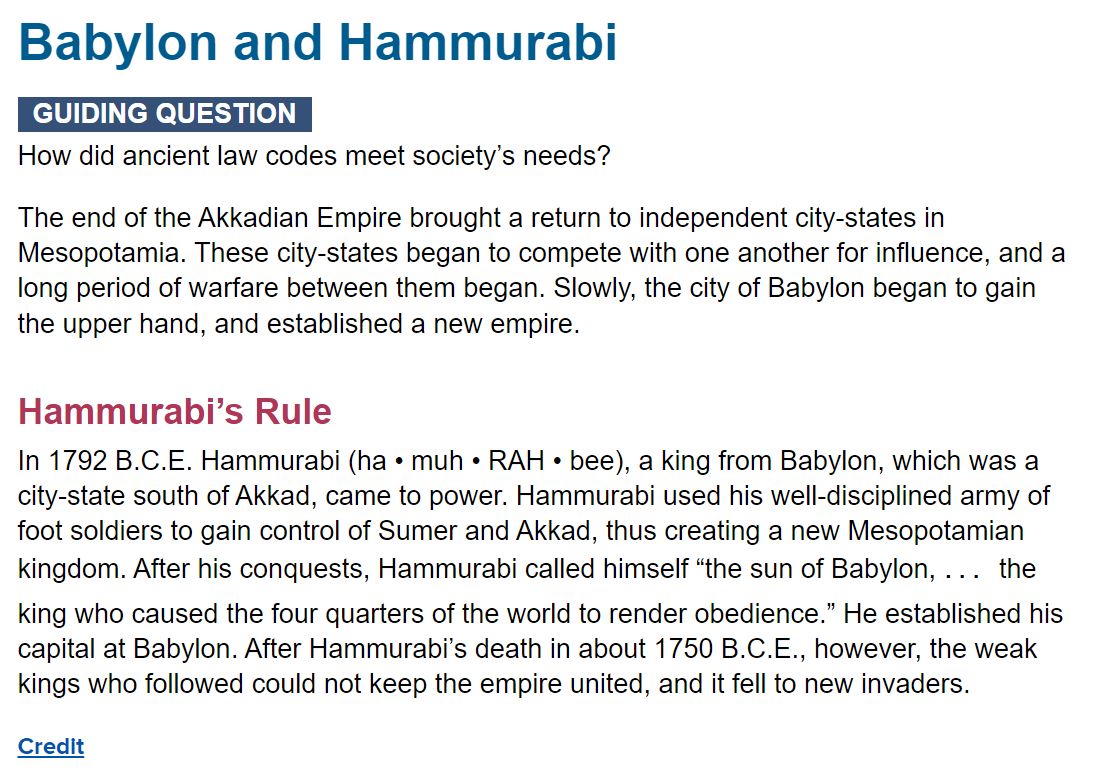 Babylon and Hammurabi
GUIDING QUESTION
How did ancient law codes meet society’s needs?
The end of the Akkadian Empire brought a return to independent city-states in
Mesopotamia. These city-states began to compete with one another for influence, and a
long period of warfare between them began. Slowly, the city of Babylon began to gain
the upper hand, and established a new empire.
Hammurabi’s Rule
In 1792 B.C.E. Hammurabi (ha • muh • RAH • bee), a king from Babylon, which was a
city-state south of Akkad, came to power. Hammurabi used his well-disciplined army of
foot soldiers to gain control of Sumer and Akkad, thus creating a new Mesopotamian
kingdom. After his conquests, Hammurabi called himself “the sun of Babylon, . . . the
king who caused the four quarters of the world to render obedience.” He established his
capital at Babylon. After Hammurabi’s death in about 1750 B.C.E., however, the weak
kings who followed could not keep the empire united, and it fell to new invaders.
Credit